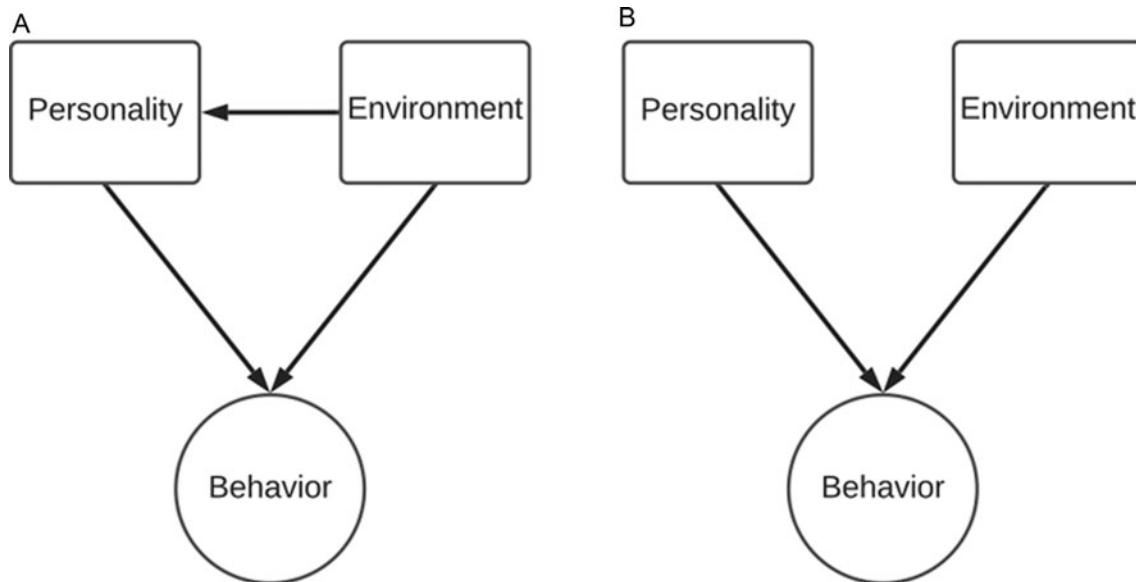 A
B
Personality
Environment
Personality
Environment
Behavior
Behavior